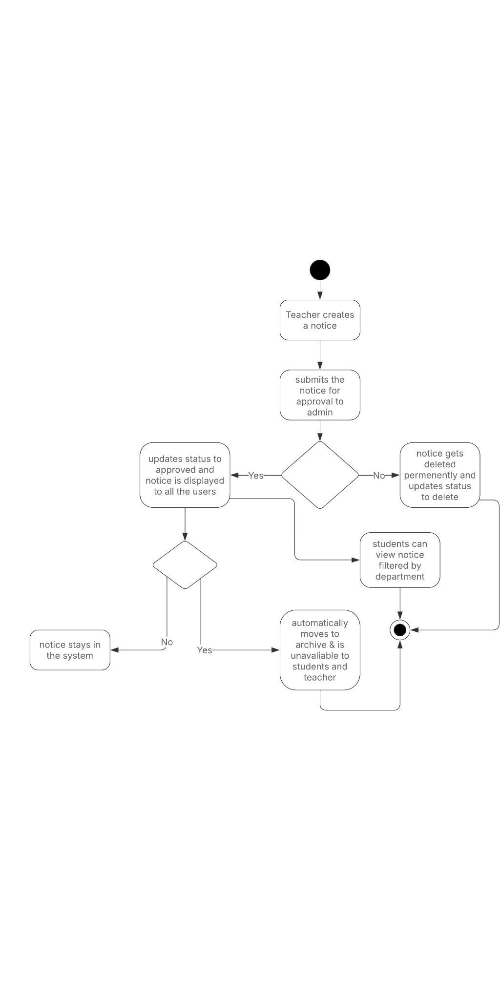 Teacher creates
a notice
submits the
notice for
approval to
admin
updates status to
approved and
notice is displayed
to all the users
Yes
No
notice gets
deleted
permenently and
updates status
to delete
students can
view notice
filtered by
department
automatically
moves to
archive & is
unavaliable to
students and
teacher
notice stays in
the system
No
Yes